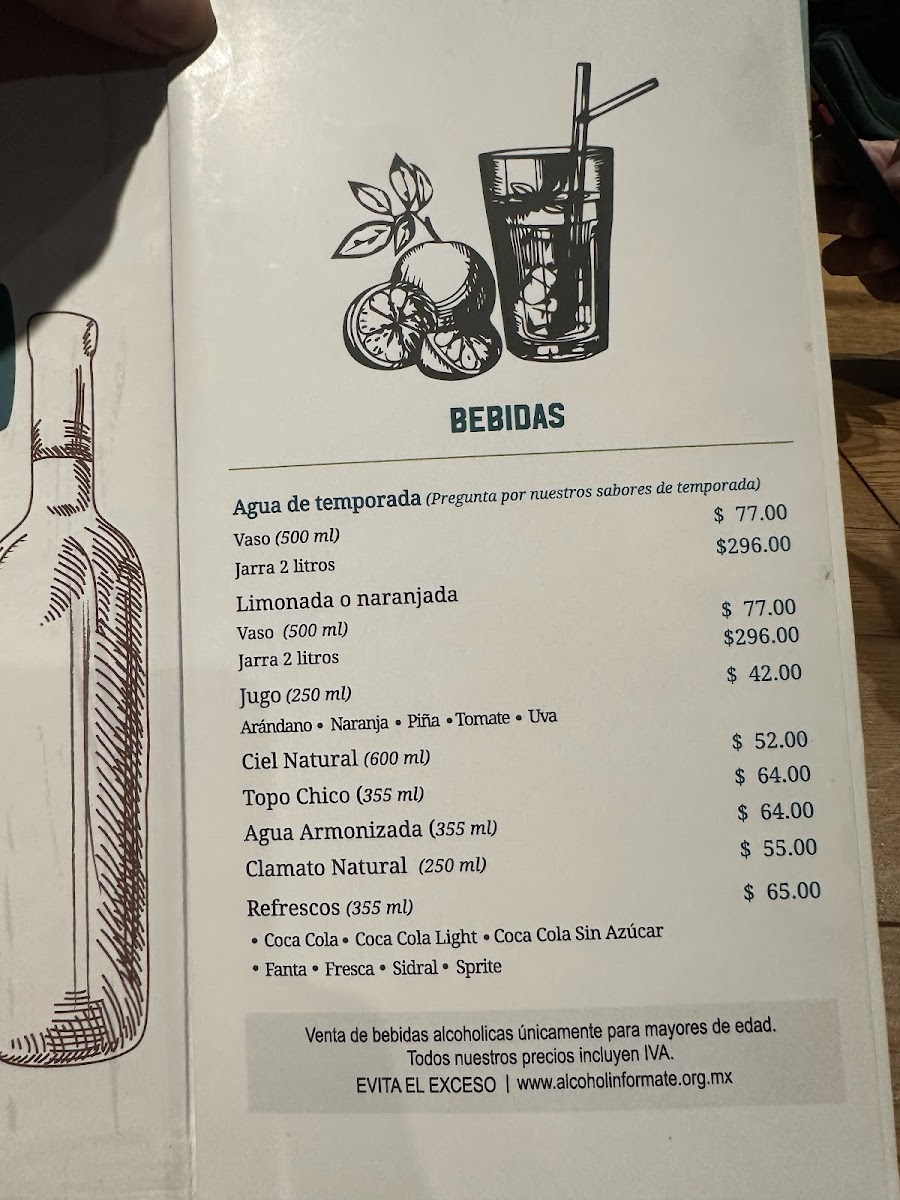 BEBIDAS
Agua de temporada (Pregunta por nuestros sabores de temporada)
Vaso (500 ml) $ 77.00
Jarra 2 litros $296.00
Limonada o naranjada
Vaso (500 ml) $ 77.00
Jarra 2 litros $296.00
Jugo (250 ml) $ 42.00
Arándano • Naranja • Piña • Tomate • Uva
Ciel Natural (600 ml) $ 52.00
Topo Chico (355 ml) $ 64.00
Agua Armonizada (355 ml) $ 64.00
Clamato Natural (250 ml) $ 55.00
Refrescos (355 ml) $ 65.00
• Coca Cola • Coca Cola Light • Coca Cola Sin Azúcar
• Fanta • Fresca • Sidral • Sprite
Venta de bebidas alcoholicas únicamente para mayores de edad.
Todos nuestros precios incluyen IVA.
EVITA EL EXCESO | www.alcoholinformate.org.mx